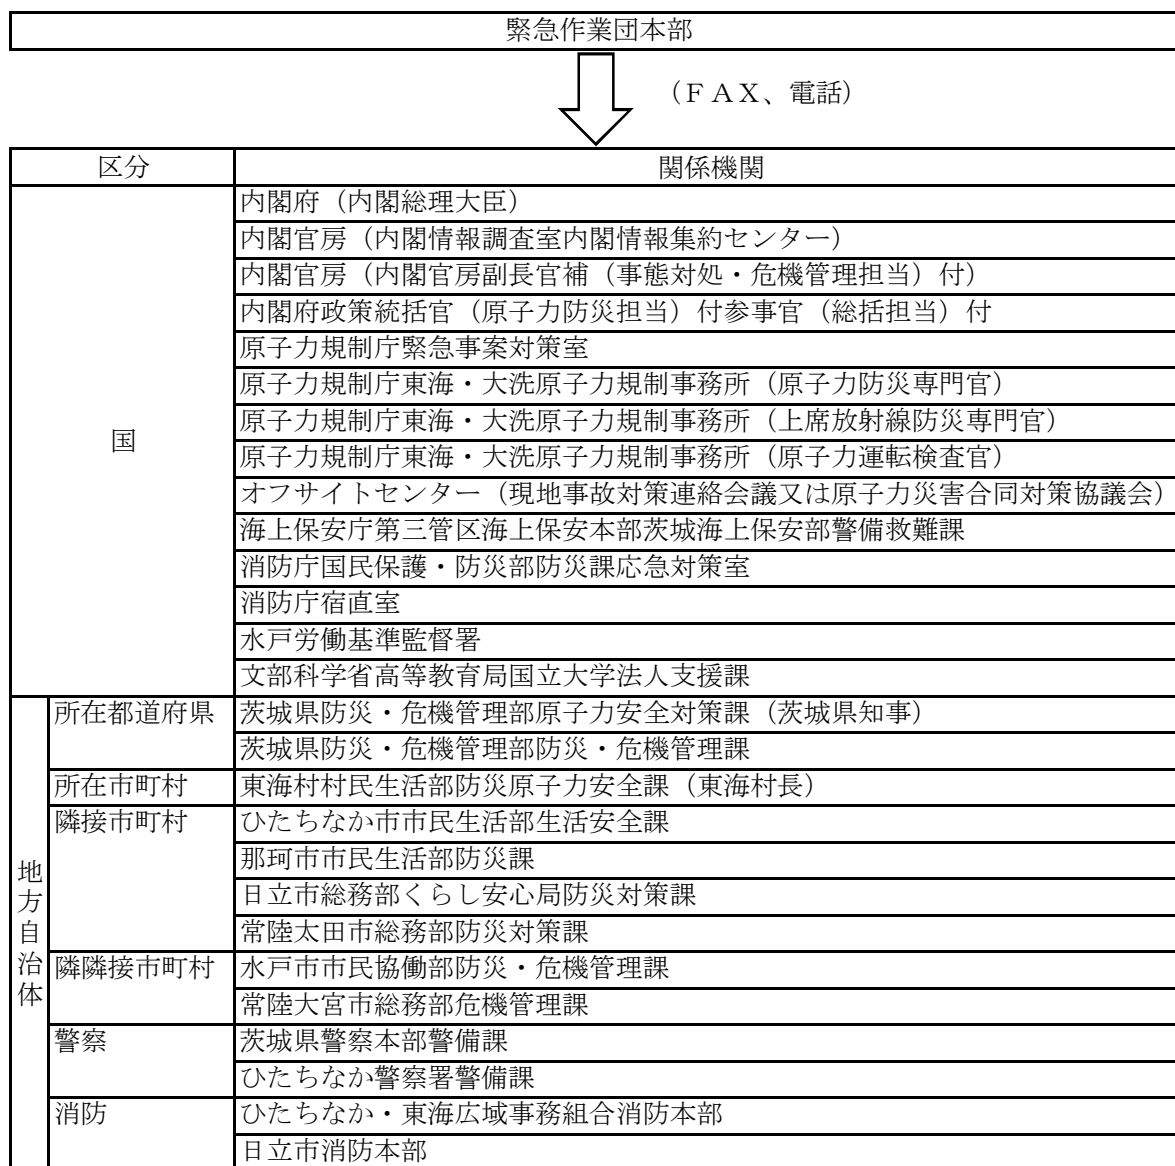 緊急作業団本部
（ＦＡＸ、電話）
区分 関係機関
国
内閣府（内閣総理大臣）
内閣官房（内閣情報調査室内閣情報集約センター）
内閣官房（内閣官房副長官補（事態対処・危機管理担当）付）
内閣府政策統括官（原子力防災担当）付参事官（総括担当）付
原子力規制庁緊急事案対策室
原子力規制庁東海・大洗原子力規制事務所（原子力防災専門官）
原子力規制庁東海・大洗原子力規制事務所（上席放射線防災専門官）
原子力規制庁東海・大洗原子力規制事務所（原子力運転検査官）
オフサイトセンター（現地事故対策連絡会議又は原子力災害合同対策協議会）
海上保安庁第三管区海上保安本部茨城海上保安部警備救難課
消防庁国民保護・防災部防災課応急対策室
消防庁宿直室
水戸労働基準監督署
文部科学省高等教育局国立大学法人支援課
地方自治体
所在都道府県 茨城県防災・危機管理部原子力安全対策課（茨城県知事）
茨城県防災・危機管理部防災・危機管理課
所在市町村 東海村村民生活部防災原子力安全課（東海村長）
隣接市町村 ひたちなか市市民生活部生活安全課
那珂市市民生活部防災課
日立市総務部くらし安心局防災対策課
常陸太田市総務部防災対策課
隣隣接市町村 水戸市市民協働部防災・危機管理課
常陸大宮市総務部危機管理課
警察 茨城県警察本部警備課
ひたちなか警察署警備課
消防 ひたちなか・東海広域事務組合消防本部
日立市消防本部